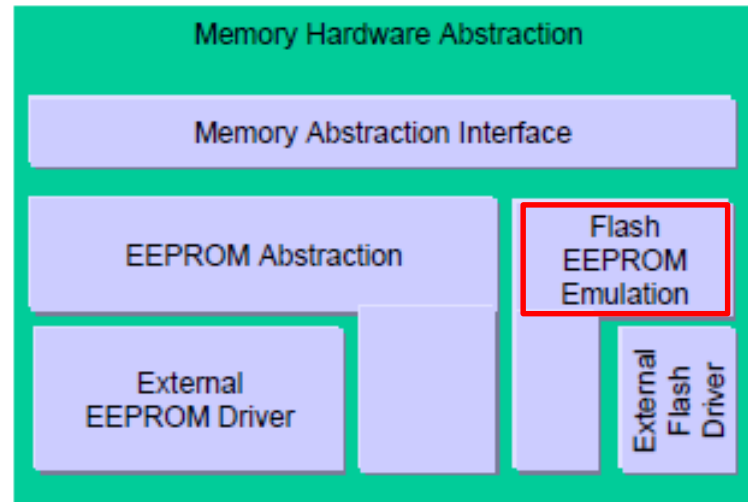 Memory Hardware Abstraction
Memory Abstraction Interface
EEPROM Abstraction
Flash
EEPROM
Emulation
External
EEPROM Driver
External
Flash
Driver